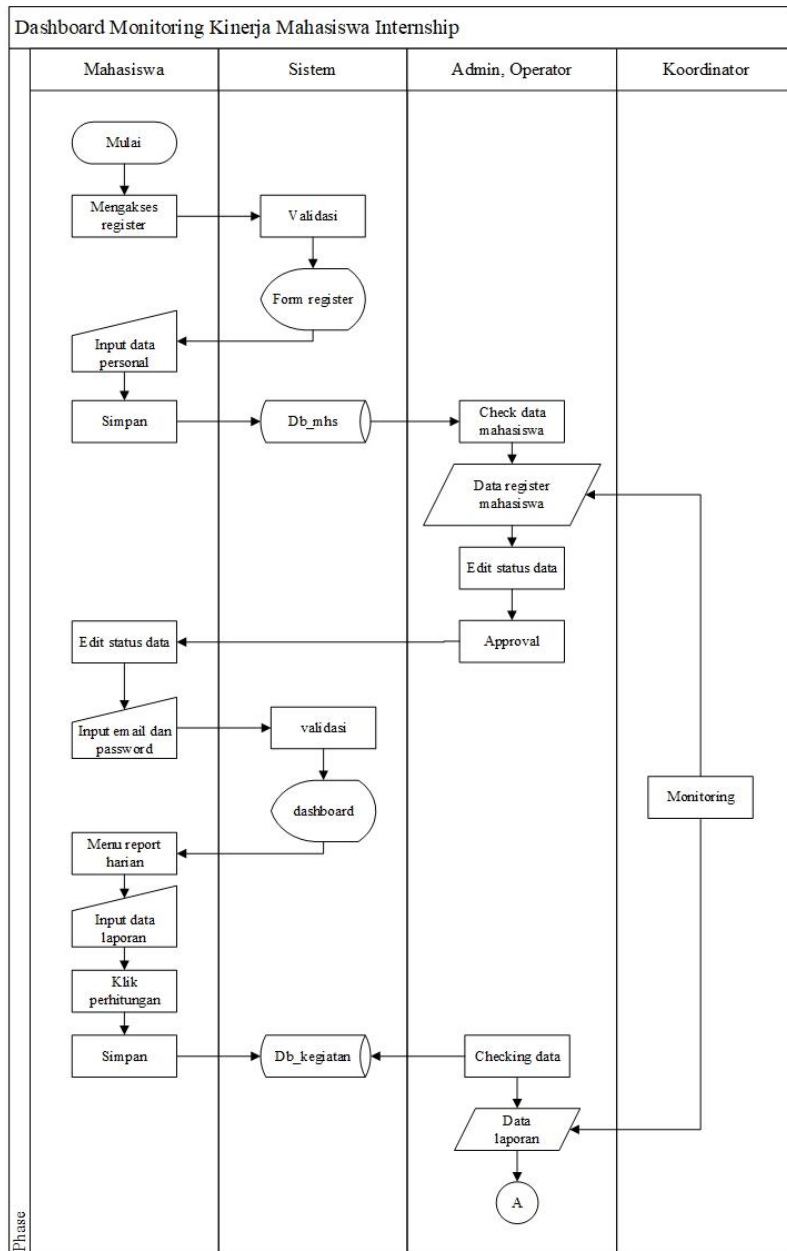 Dashboard Monitoring Kinerja Mahasiswa Internship
Mahasiswa
Sistem
Admin, Operator
Koordinator
Mulai
Mengakses
register
Validasi
Form register
Input data
personal
Simpan
Db_mhs
Check data
mahasiswa
Data register
mahasiswa
Edit status data
Approval
Edit status data
Input email dan
password
validasi
dashboard
Monitoring
Menu report
harian
Input data
laporan
Klik
perhitungan
Simpan
Db_kegiatan
Checking data
Data
laporan
A
Phase